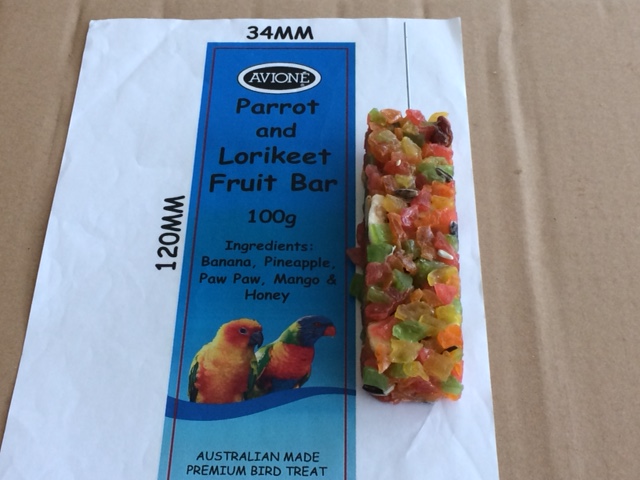 34MM
AVIONĒ
Parrot
and
Lorikeet
Fruit Bar
100g
120MM
Ingredients:
Banana, Pineapple,
Paw Paw, Mango &
Honey
AUSTRALIAN MADE
PREMIUM BIRD TREAT